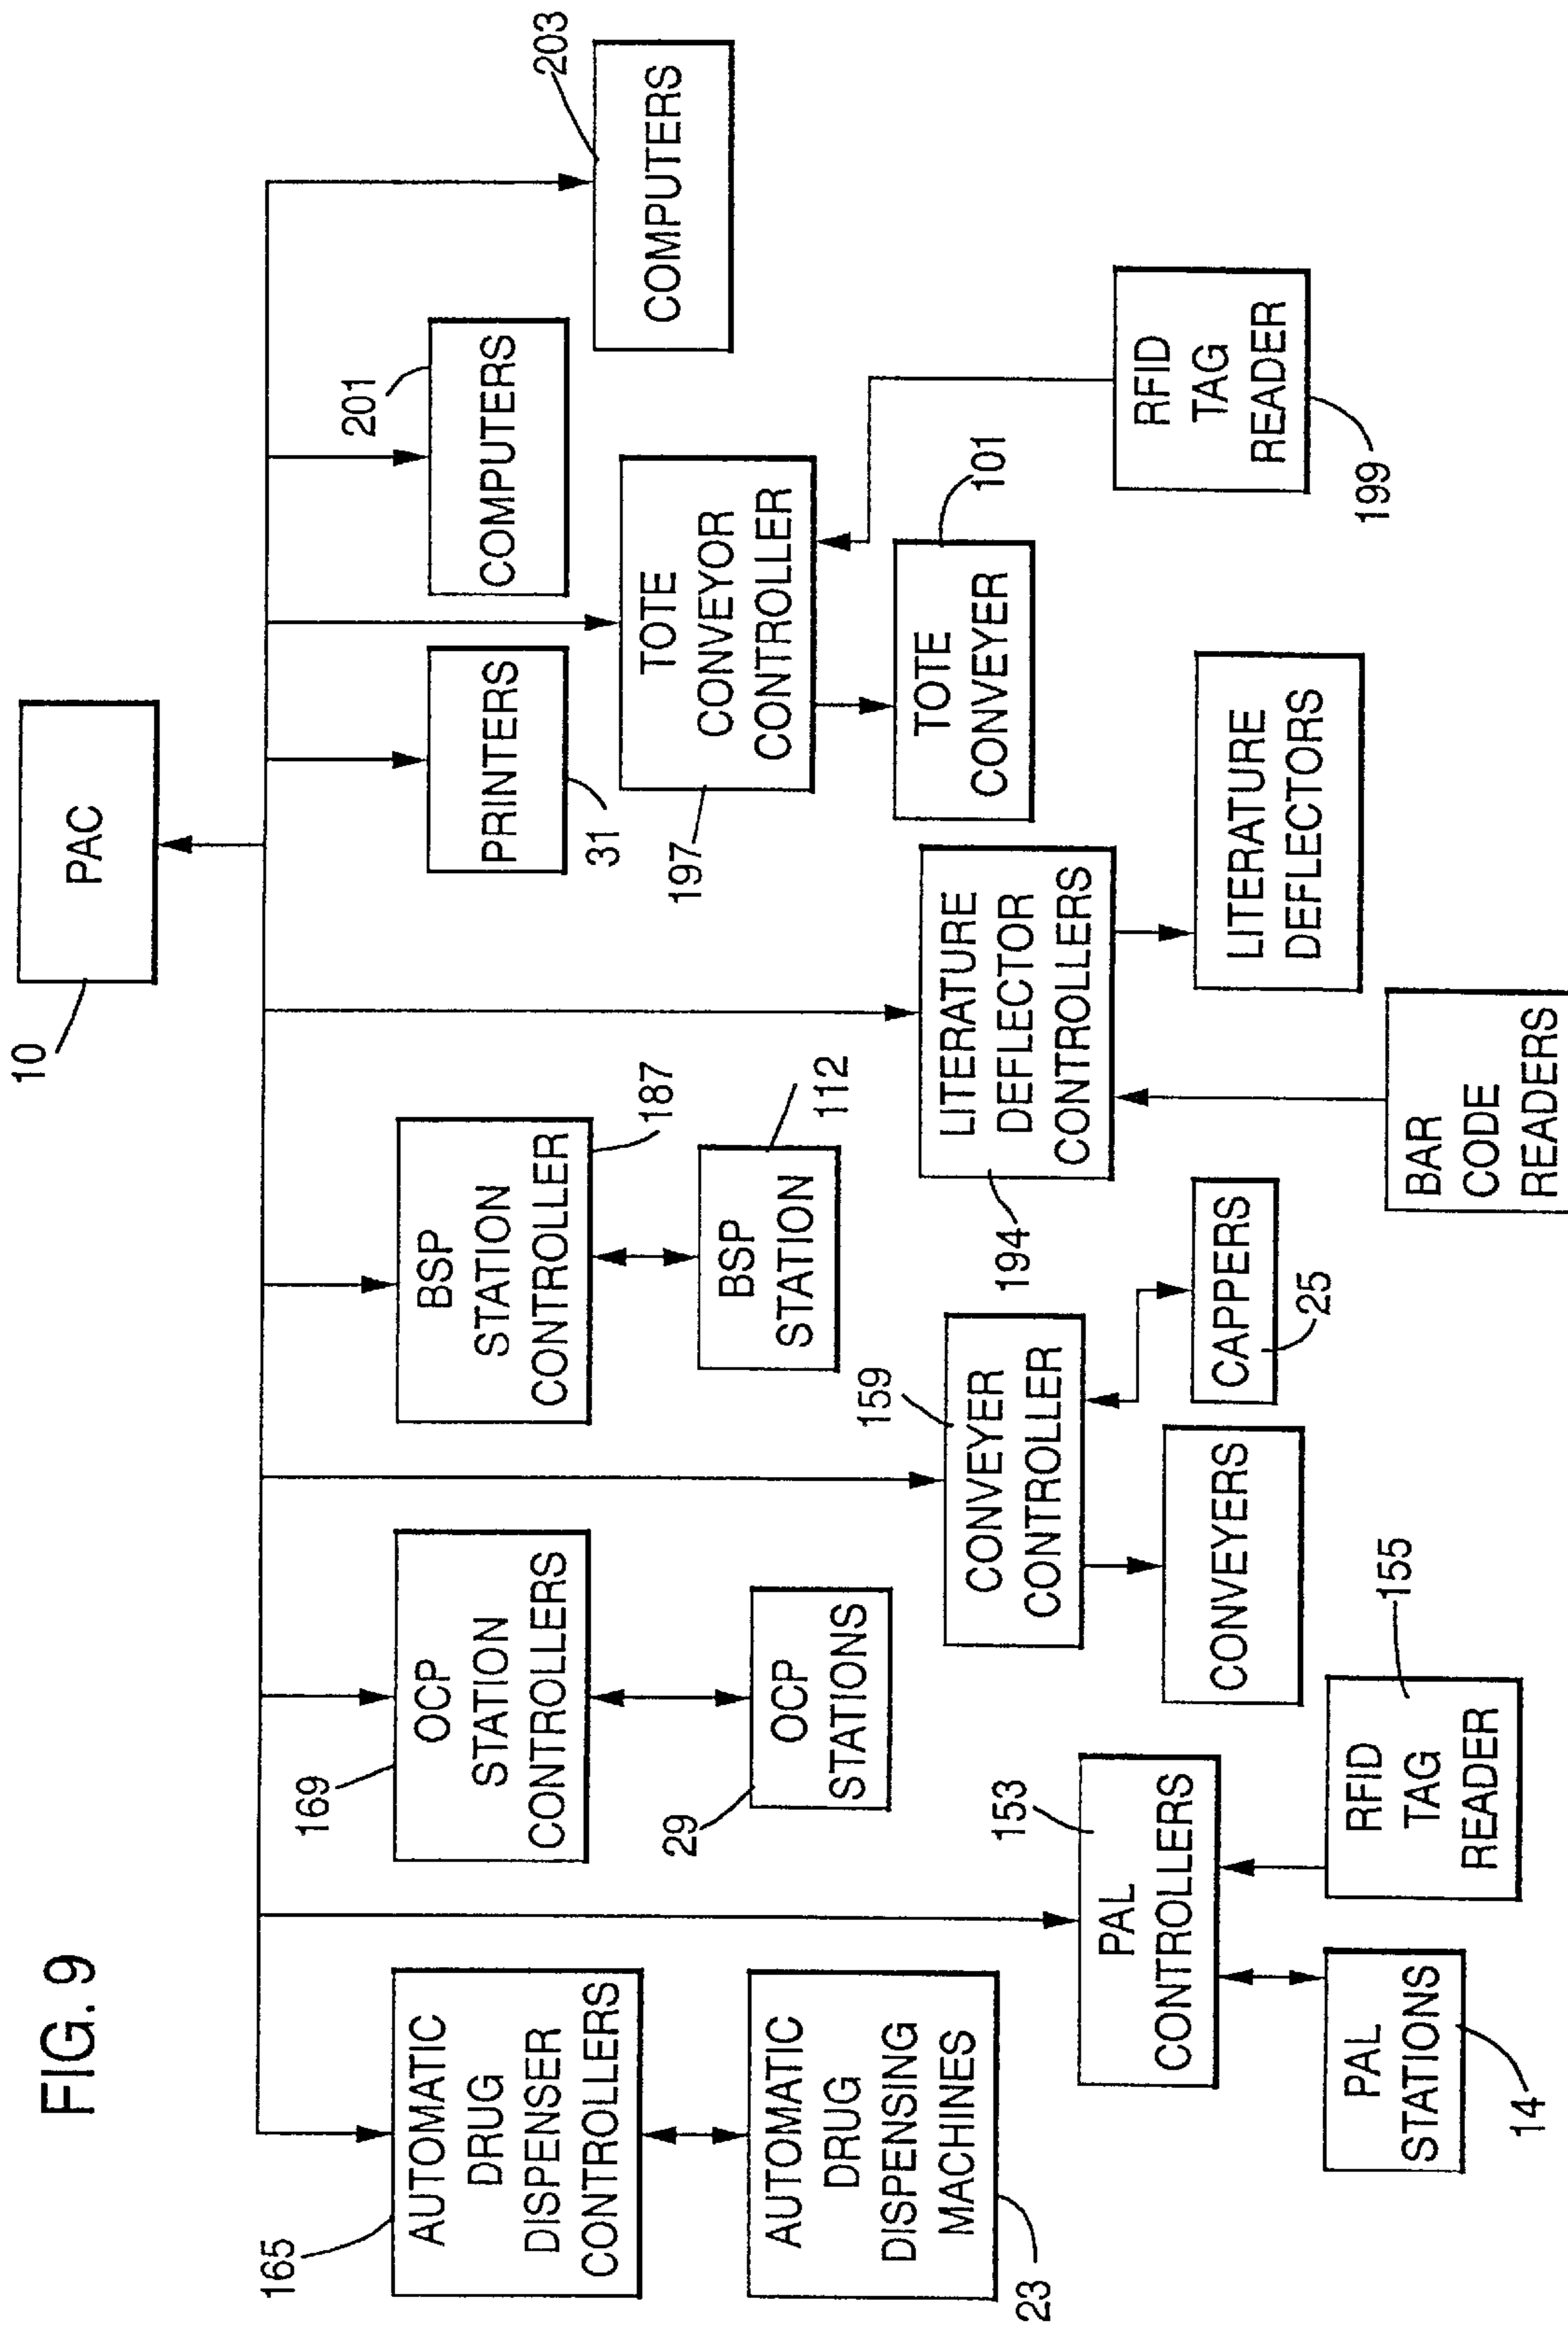 FIG. 9
10
PAC
165
AUTOMATIC
DRUG
DISPENSER
CONTROLLERS
AUTOMATIC
DRUG
DISPENSING
MACHINES
23
153
PAL
CONTROLLERS
PAL
STATIONS
14
155
RFID
TAG
READER
169
OCP
STATION
CONTROLLERS
OCP
STATIONS
29
159
CONVEYER
CONTROLLER
CONVEYERS
CAPPERS
25
BSP
STATION
CONTROLLER
187
BSP
STATION
112
LITERATURE
DEFLECTOR
CONTROLLERS
194
LITERATURE
DEFLECTORS
BAR
CODE
READERS
PRINTERS
31
TOTE
CONVEYOR
CONTROLLER
197
TOTE
CONVEYER
101
RFID
TAG
READER
199
201
COMPUTERS
203
COMPUTERS